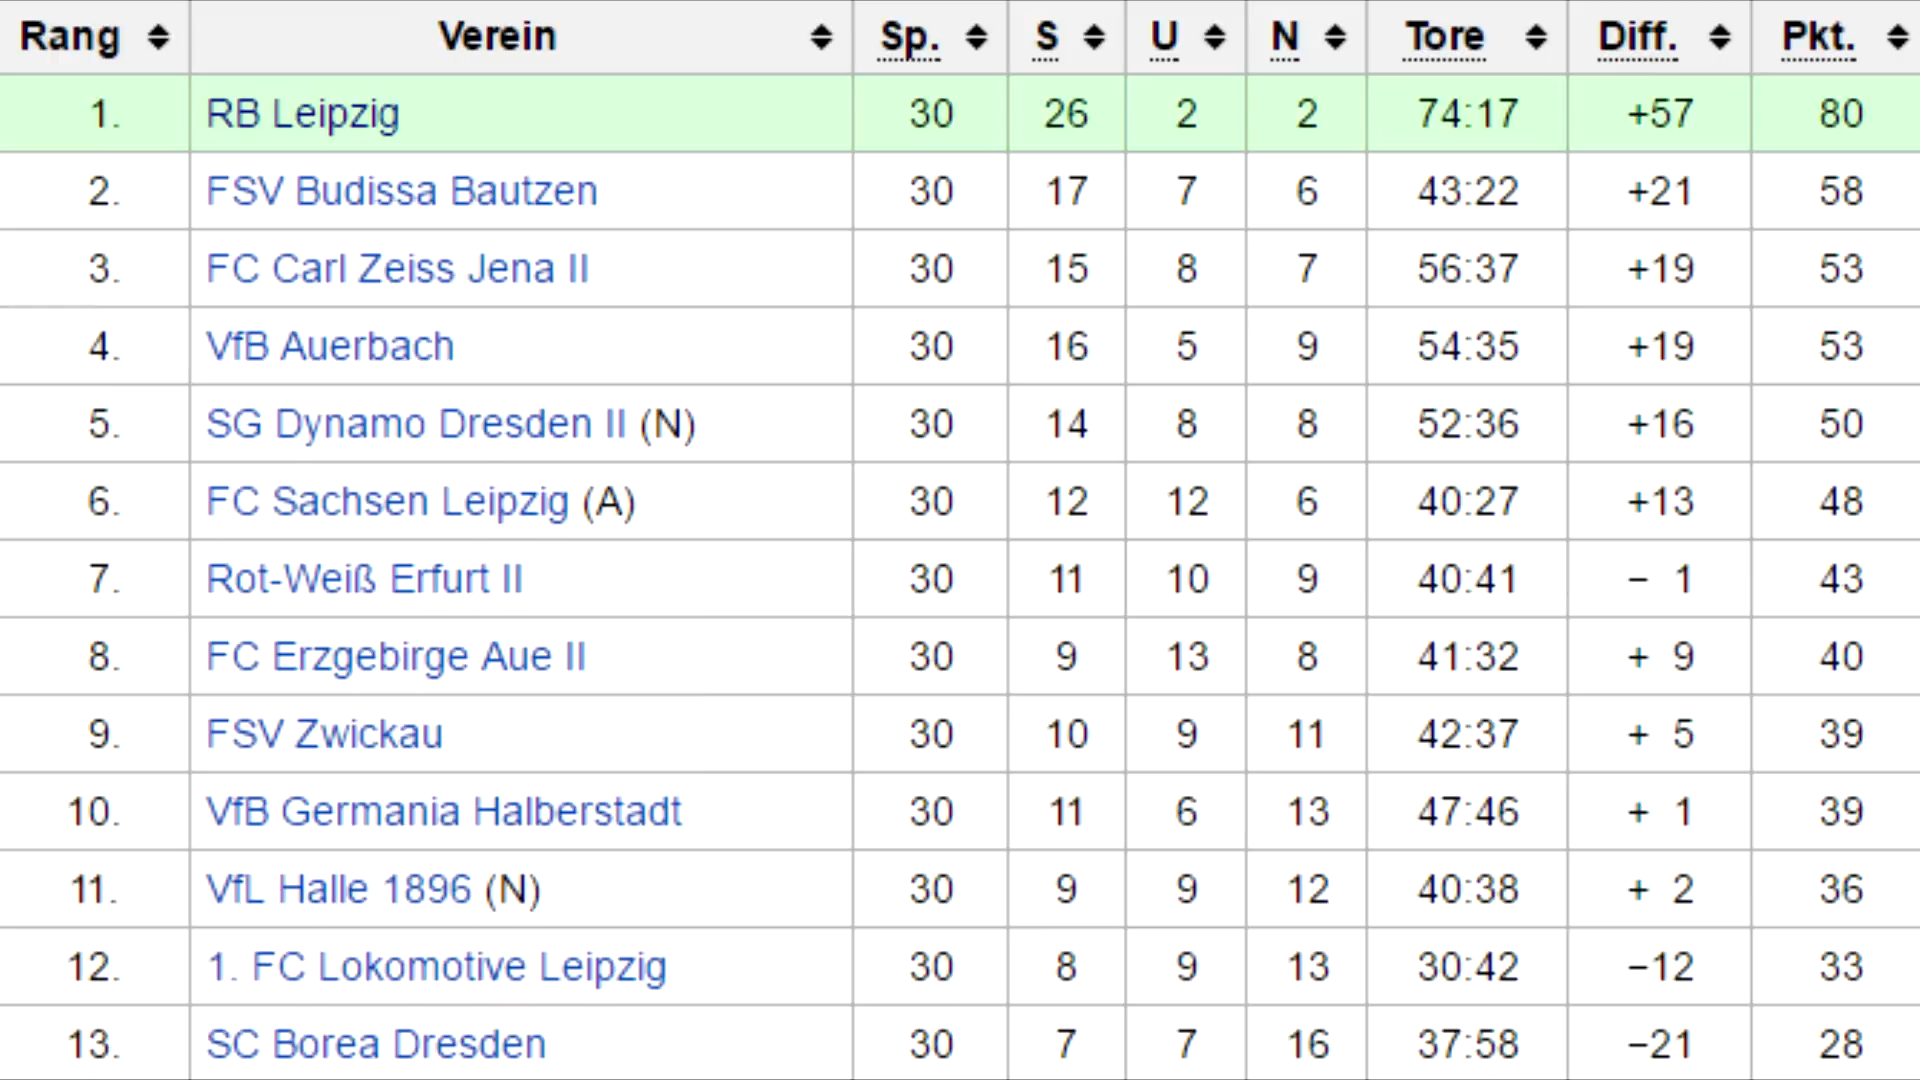 Rang Verein Sp. S U N Tore Diff. Pkt.
1. RB Leipzig 30 26 2 2 74:17 +57 80
2. FSV Budissa Bautzen 30 17 7 6 43:22 +21 58
3. FC Carl Zeiss Jena II 30 15 8 7 56:37 +19 53
4. VfB Auerbach 30 16 5 9 54:35 +19 53
5. SG Dynamo Dresden II (N) 30 14 8 8 52:36 +16 50
6. FC Sachsen Leipzig (A) 30 12 12 6 40:27 +13 48
7. Rot-Weiß Erfurt II 30 11 10 9 40:41 − 1 43
8. FC Erzgebirge Aue II 30 9 13 8 41:32 + 9 40
9. FSV Zwickau 30 10 9 11 42:37 + 5 39
10. VfB Germania Halberstadt 30 11 6 13 47:46 + 1 39
11. VfL Halle 1896 (N) 30 9 9 12 40:38 + 2 36
12. 1. FC Lokomotive Leipzig 30 8 9 13 30:42 −12 33
13. SC Borea Dresden 30 7 7 16 37:58 −21 28